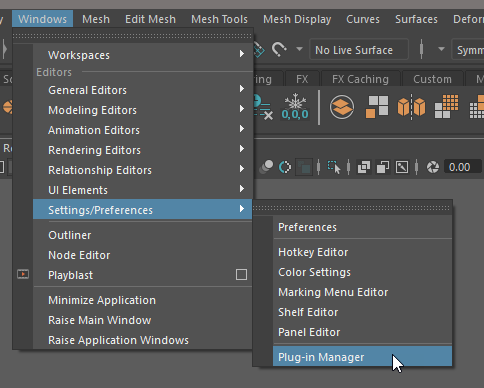 Windows Mesh Edit Mesh Mesh Tools Mesh Display Curves Surfaces Defor
No Live Surface Symm
FX FX Caching Custom
0,0,0
0.00
Workspaces
Editors
General Editors
Modeling Editors
Animation Editors
Rendering Editors
Relationship Editors
UI Elements
Settings/Preferences
Outliner
Node Editor
Playblast
Minimize Application
Raise Main Window
Raise Application Windows
Preferences
Hotkey Editor
Color Settings
Marking Menu Editor
Shelf Editor
Panel Editor
Plug-in Manager